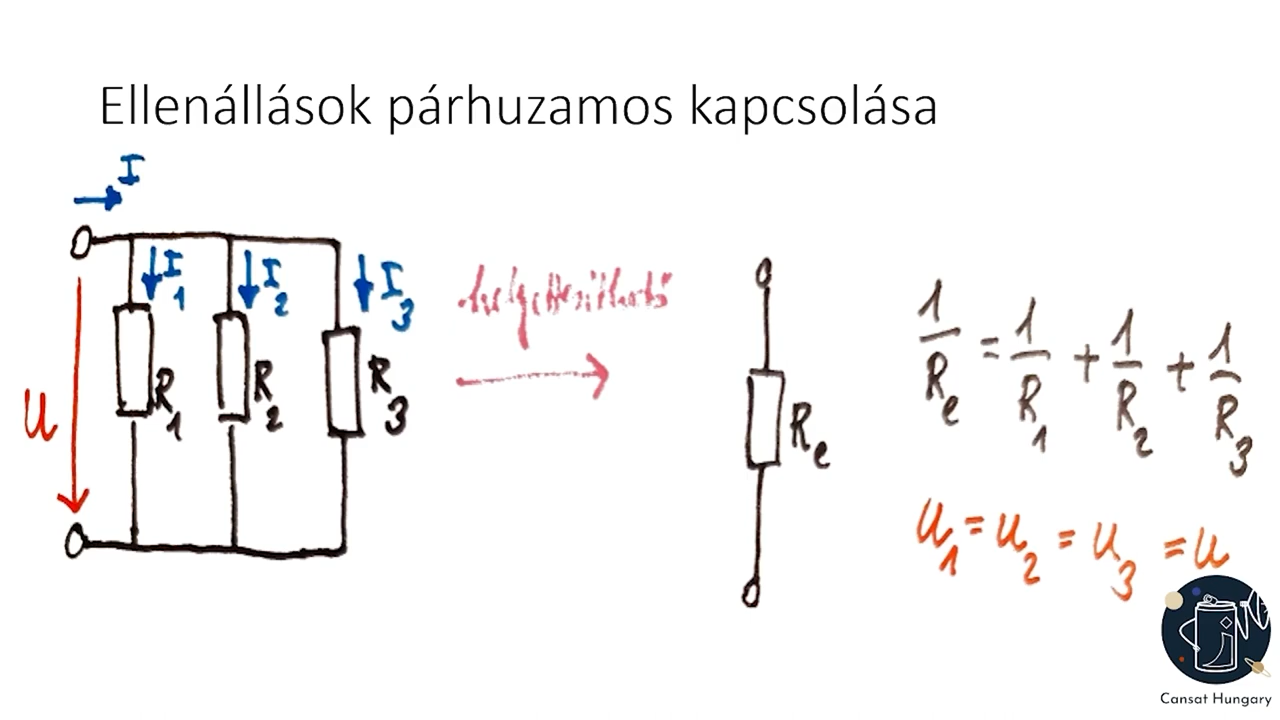 Ellenállások párhuzamos kapcsolása
I
I₁ I₂ I₃
helyettesíthető
U
R₁ R₂ R₃
Rₑ
1/Rₑ = 1/R₁ + 1/R₂ + 1/R₃
U₁ = U₂ = U₃ = U
Cansat Hungary